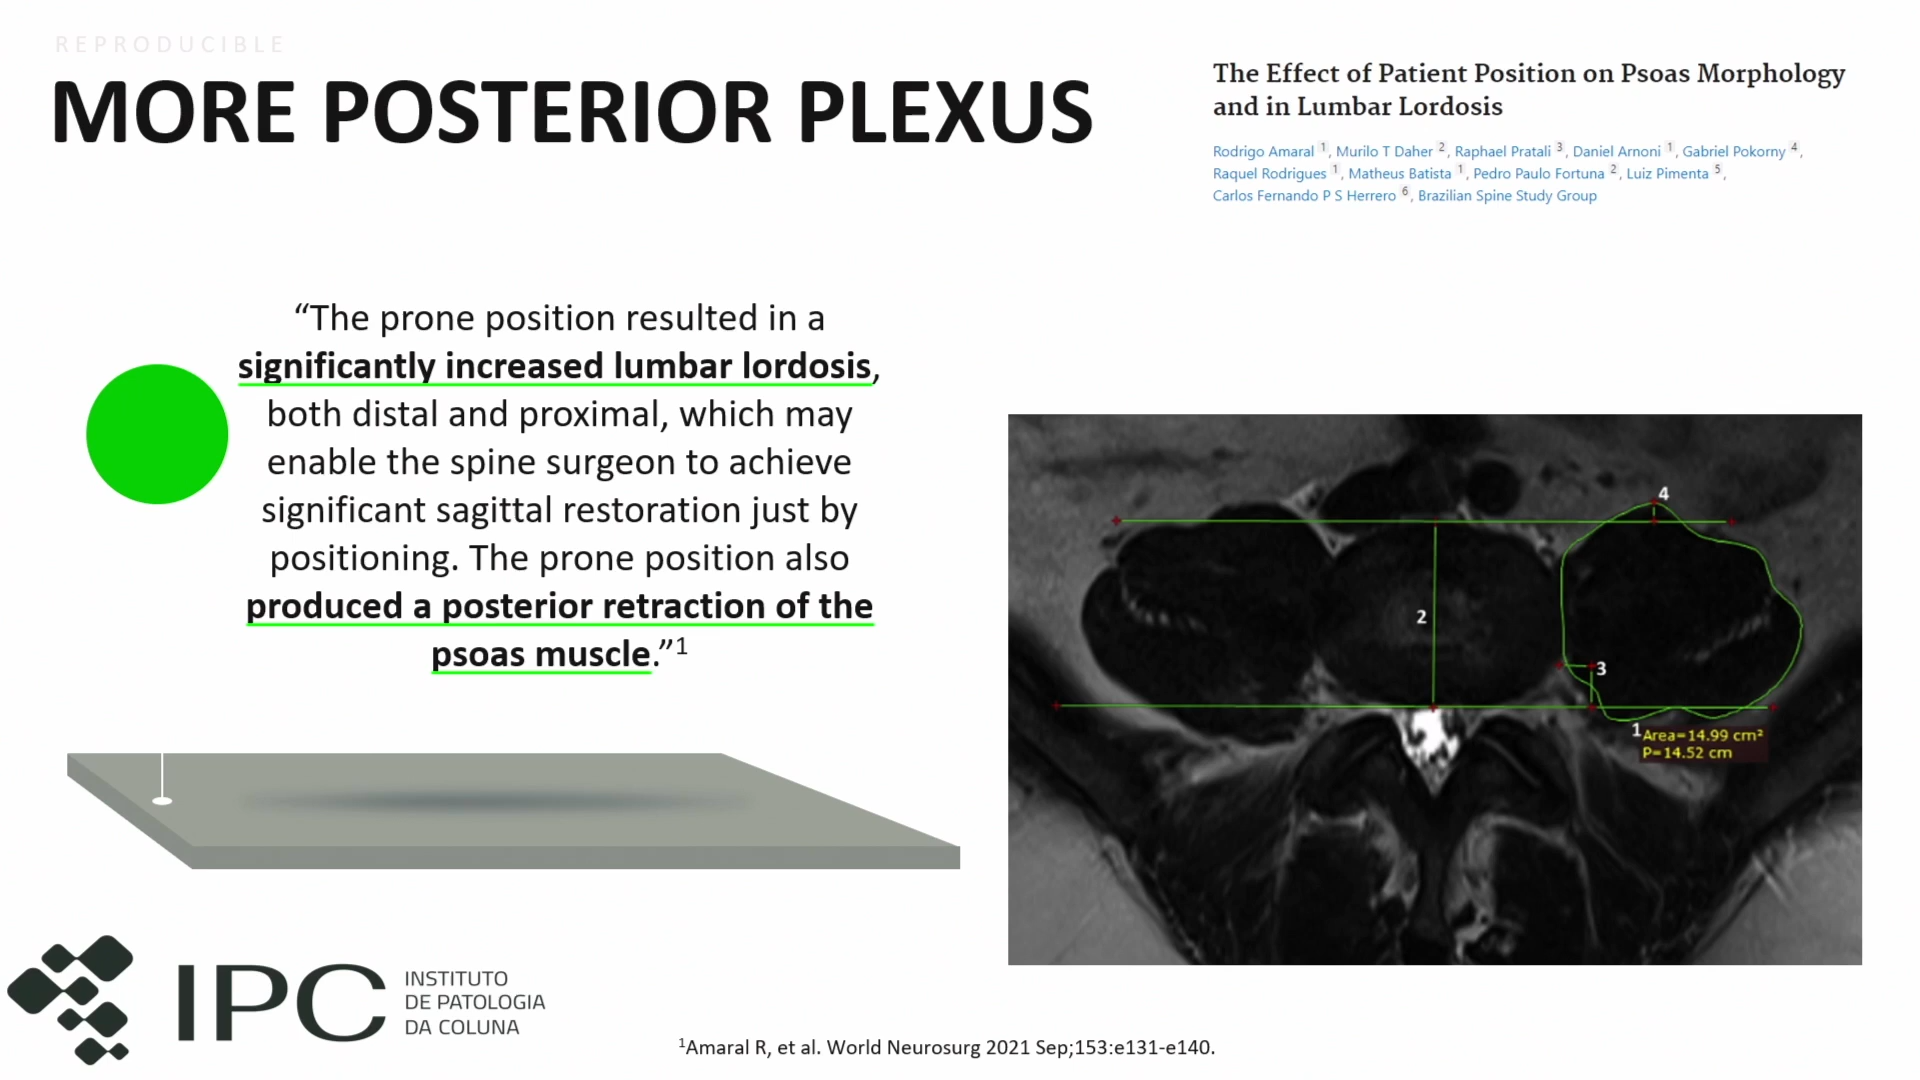 REPRODUCIBLE
MORE POSTERIOR PLEXUS
The Effect of Patient Position on Psoas Morphology
and in Lumbar Lordosis
Rodrigo Amaral 1, Murilo T Daher 2, Raphael Pratali 3, Daniel Arnoni 1, Gabriel Pokorny 4,
Raquel Rodrigues 1, Matheus Batista 1, Pedro Paulo Fortuna 2, Luiz Pimenta 5,
Carlos Fernando P S Herrero 6, Brazilian Spine Study Group
“The prone position resulted in a
significantly increased lumbar lordosis,
both distal and proximal, which may
enable the spine surgeon to achieve
significant sagittal restoration just by
positioning. The prone position also
produced a posterior retraction of the
psoas muscle.”1
4
2
3
1
Area=14.99 cm²
P=14.52 cm
IPC
INSTITUTO
DE PATOLOGIA
DA COLUNA
1Amaral R, et al. World Neurosurg 2021 Sep;153:e131-e140.